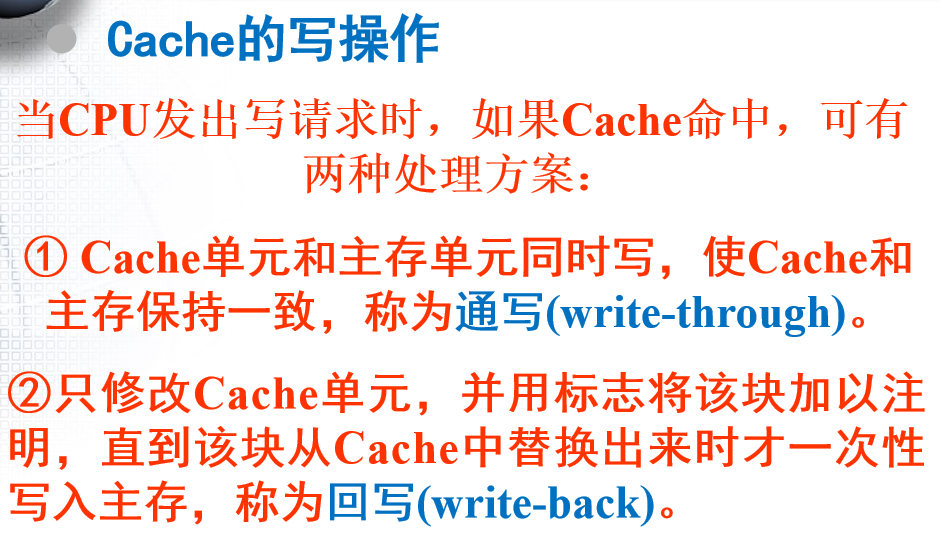 Cache的写操作
当CPU发出写请求时，如果Cache命中，可有
两种处理方案：
① Cache单元和主存单元同时写，使Cache和
主存保持一致，称为通写(write-through)。
②只修改Cache单元，并用标志将该块加以注
明，直到该块从Cache中替换出来时才一次性
写入主存，称为回写(write-back)。